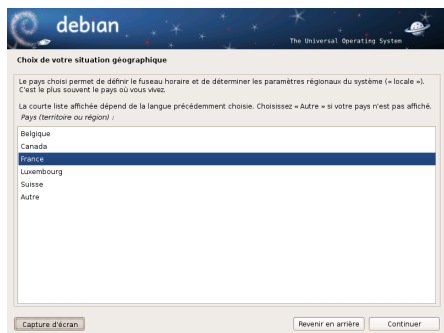 debian
The Universal Operating System
Choix de votre situation géographique
Le pays choisi permet de définir le fuseau horaire et de déterminer les paramètres régionaux du système (« locale »).
C'est le plus souvent le pays où vous vivez.
La courte liste affichée dépend de la langue précédemment choisie. Choisissez « Autre » si votre pays n'est pas affiché.
Pays (territoire ou région) :
Belgique
Canada
France
Luxembourg
Suisse
Autre
Capture d'écran
Revenir en arrière
Continuer